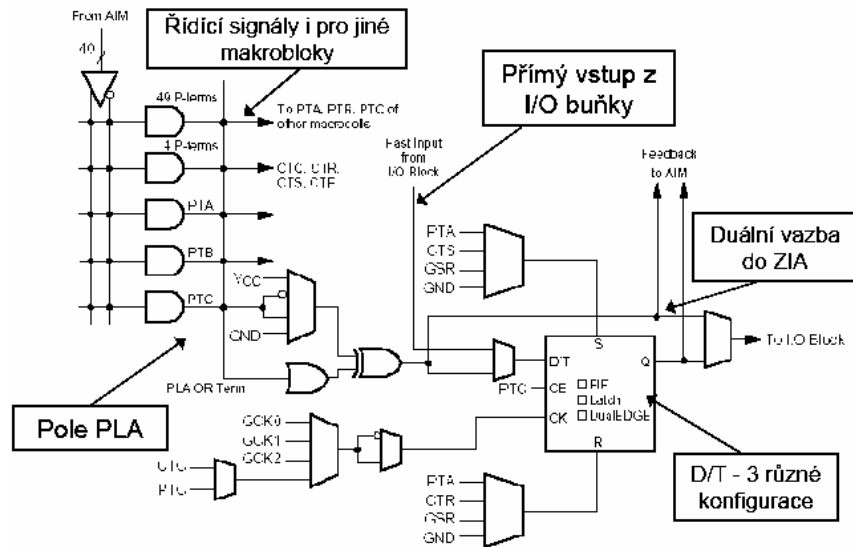 From AIM
40
Řídící signály i pro jiné
makrobloky
49 P-terms
To PTA, PTB, PTC of
other macrocells
4 P-terms
CTC, CTR,
CTS, CTE
PTA
PTB
PTC
Přímý vstup z
I/O buňky
Fast Input
from
I/O Block
Feedback
to AIM
PTA
CTS
GSR
GND
Duální vazba
do ZIA
VCC
GND
PLA OR Term
Pole PLA
S
D/T
Q
PTC
CE
FIF
Latch
DualEDGE
CK
R
To I/O Block
GCK0
GCK1
GCK2
CTC
PTC
PTA
CTR
GSR
GND
D/T - 3 různé
konfigurace